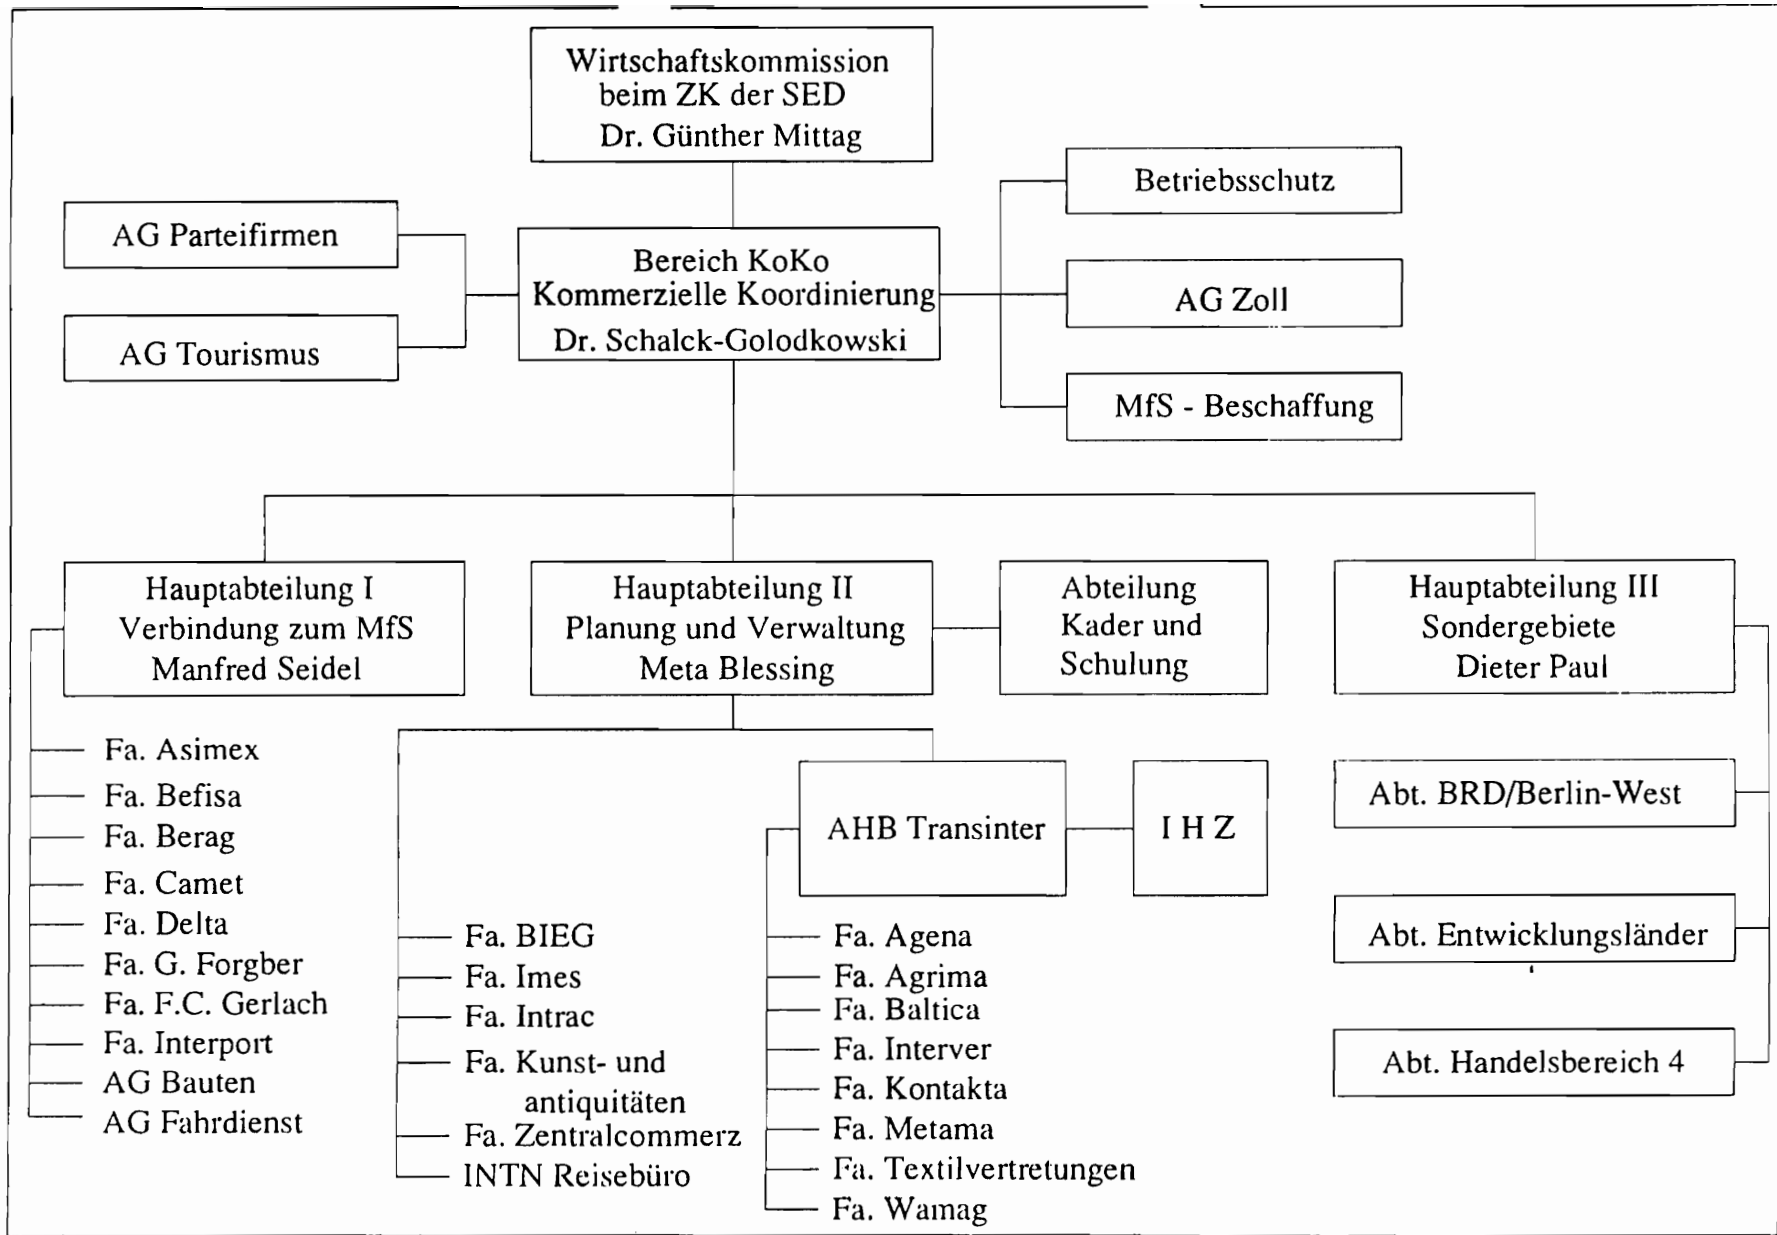 Wirtschaftskommission
beim ZK der SED
Dr. Günther Mittag
AG Parteifirmen
AG Tourismus
Bereich KoKo
Kommerzielle Koordinierung
Dr. Schalck-Golodkowski
Betriebsschutz
AG Zoll
MfS - Beschaffung
Hauptabteilung I
Verbindung zum MfS
Manfred Seidel
Hauptabteilung II
Planung und Verwaltung
Meta Blessing
Abteilung
Kader und
Schulung
Hauptabteilung III
Sondergebiete
Dieter Paul
Fa. Asimex
Fa. Befisa
Fa. Berag
Fa. Camet
Fa. Delta
Fa. G. Forgber
Fa. F.C. Gerlach
Fa. Interport
AG Bauten
AG Fahrdienst
Fa. BIEG
Fa. Imes
Fa. Intrac
Fa. Kunst- und
antiquitäten
Fa. Zentralcommerz
INTN Reisebüro
AHB Transinter
I H Z
Fa. Agena
Fa. Agrima
Fa. Baltica
Fa. Interver
Fa. Kontakta
Fa. Metama
Fa. Textilvertretungen
Fa. Wamag
Abt. BRD/Berlin-West
Abt. Entwicklungsländer
Abt. Handelsbereich 4